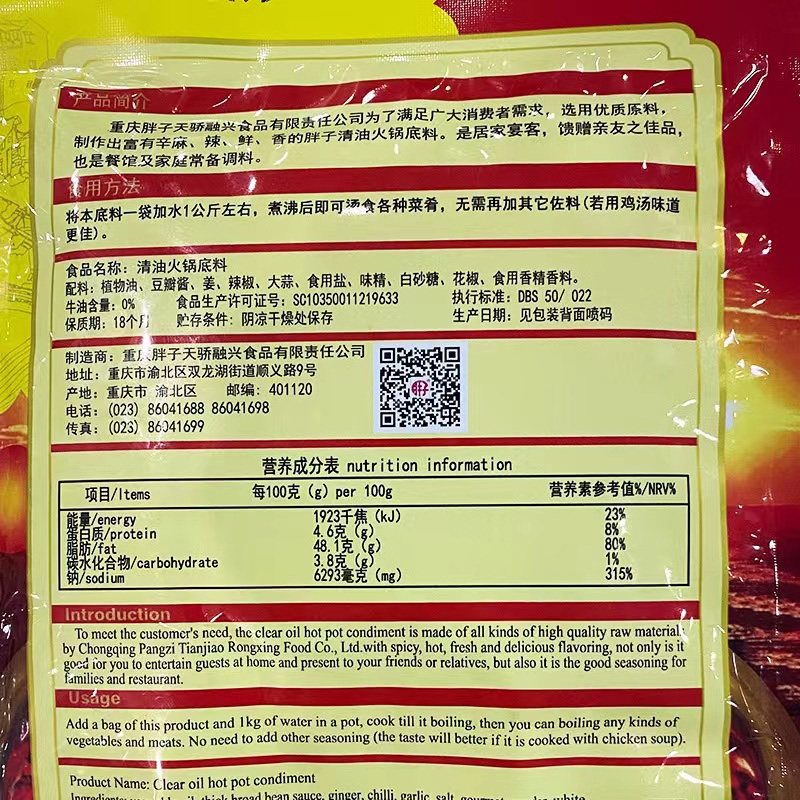 产品简介
重庆胖子天骄融兴食品有限责任公司为了满足广大消费者需求，选用优质原料，
制作出富有辛麻、辣、鲜、香的胖子清油火锅底料。是居家宴客，馈赠亲友之佳品，
也是餐馆及家庭常备调料。
食用方法
将本底料一袋加水1公斤左右，煮沸后即可烫食各种菜肴，无需再加其它佐料(若用鸡汤味道
更佳)。
食品名称：清油火锅底料
配料：植物油、豆瓣酱、姜、辣椒、大蒜、食用盐、味精、白砂糖、花椒、食用香精香料。
牛油含量：0% 食品生产许可证号：SC10350011219633 执行标准：DBS 50/ 022
保质期：18个月 贮存条件：阴凉干燥处保存 生产日期：见包装背面喷码
制造商：重庆胖子天骄融兴食品有限责任公司
地址：重庆市渝北区双龙湖街道顺义路9号
产地：重庆市 渝北区 邮编：401120
电话：(023) 86041688 86041698
传真：(023) 86041699
营养成分表 nutrition information
项目/Items 每100克（g）per 100g 营养素参考值%/NRV%
能量/energy 1923千焦（kJ） 23%
蛋白质/protein 4.6克（g） 8%
脂肪/fat 48.1克（g） 80%
碳水化合物/carbohydrate 3.8克（g） 1%
钠/sodium 6293毫克（mg） 315%
Introduction
To meet the customer's need, the clear oil hot pot condiment is made of all kinds of high quality raw materials
by Chongqing Pangzi Tianjiao Rongxing Food Co., Ltd.with spicy, hot, fresh and delicious flavoring, not only is it
good for you to entertain guests at home and present to your friends or relatives, but also it is the good seasoning for
families and restaurant.
Usage
Add a bag of this product and 1kg of water in a pot, cook till it boiling, then you can boiling any kinds of
vegetables and meats. No need to add other seasoning (the taste will better if it is cooked with chicken soup).
Product Name: Clear oil hot pot condiment
thick broad bean sauce, ginger, chilli, garlic, salt, white